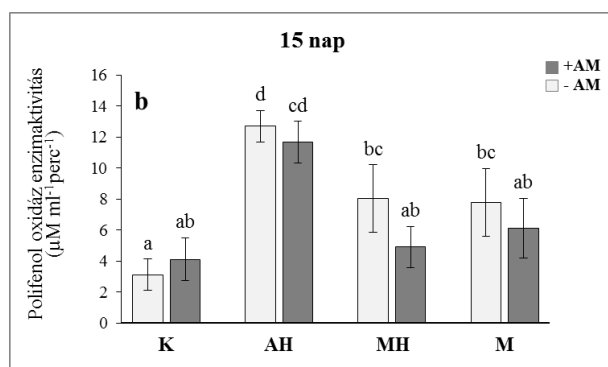 15 nap
+AM
- AM
b
Polifenol oxidáz enzimaktivitás
(μM ml⁻¹perc⁻¹)
16
14
12
10
8
6
4
2
0
a
ab
d
cd
bc
ab
bc
ab
K
AH
MH
M